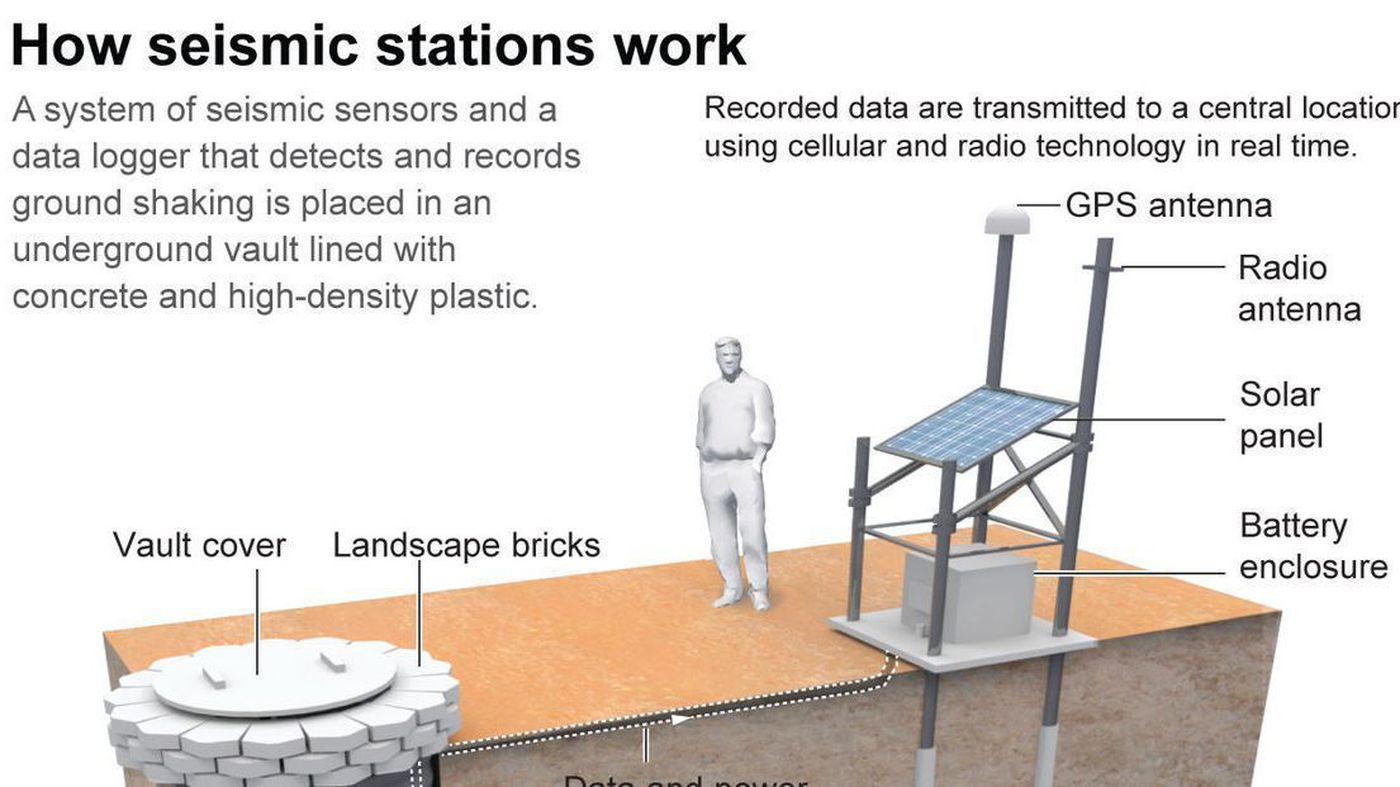 How seismic stations work
A system of seismic sensors and a
data logger that detects and records
ground shaking is placed in an
underground vault lined with
concrete and high-density plastic.
Recorded data are transmitted to a central location
using cellular and radio technology in real time.
GPS antenna
Radio
antenna
Solar
panel
Battery
enclosure
Vault cover
Landscape bricks
Data and power